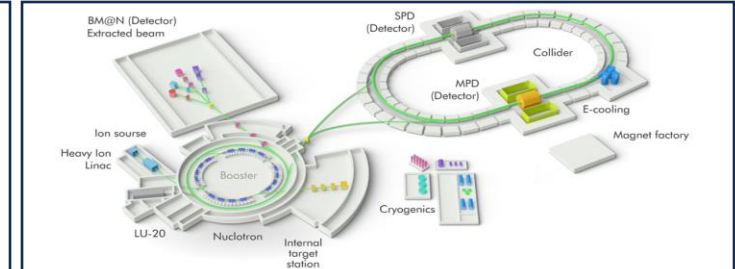 BM@N (Detector)
Extracted beam
SPD
(Detector)
Collider
MPD
(Detector)
E-cooling
Magnet factory
Ion sourse
Heavy Ion
Linac
Booster
Cryogenics
LU-20
Nuclotron
Internal
target
station